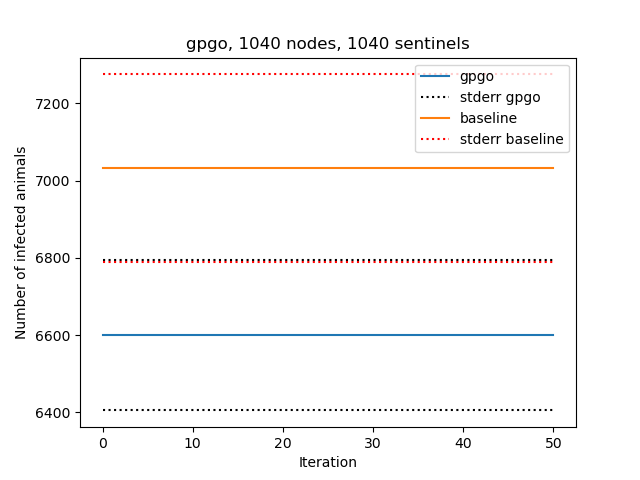 gpgo, 1040 nodes, 1040 sentinels
gpgo
stderr gpgo
baseline
stderr baseline
7200
7000
6800
6600
6400
Number of infected animals
0 10 20 30 40 50
Iteration